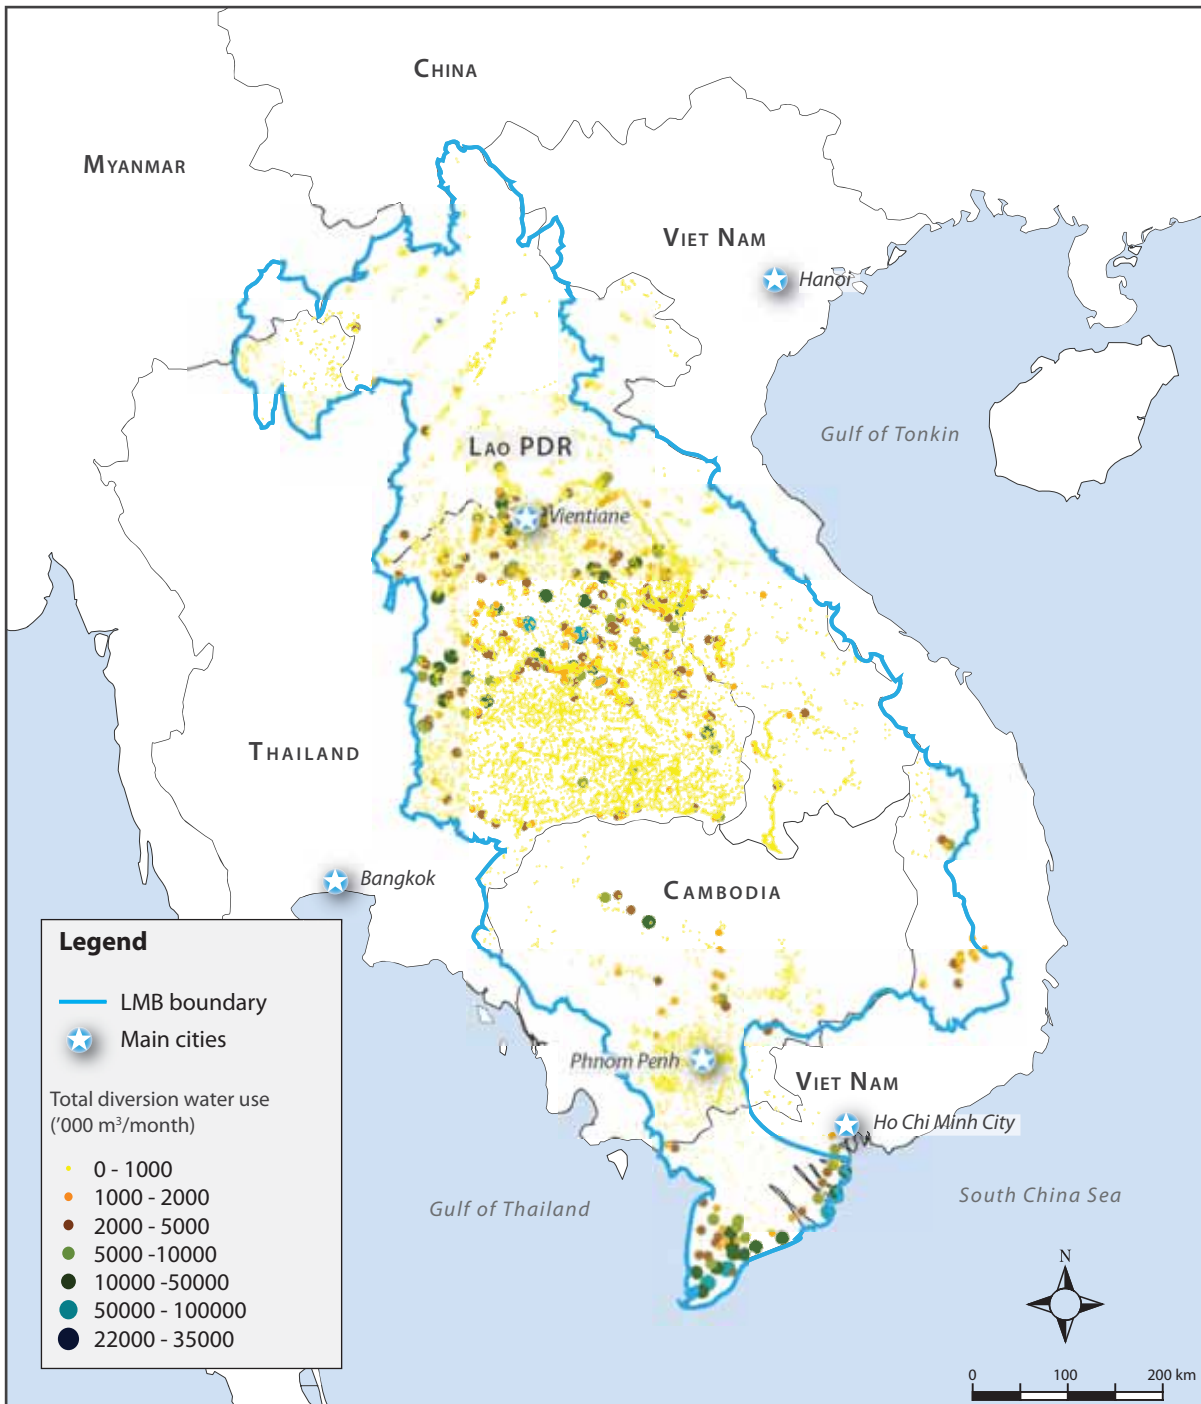 CHINA
MYANMAR
VIET NAM
Hanoi
Gulf of Tonkin
LAO PDR
Vientiane
THAILAND
Bangkok
CAMBODIA
Phnom Penh
VIET NAM
Ho Chi Minh City
Gulf of Thailand
South China Sea
Legend
LMB boundary
Main cities
Total diversion water use
('000 m³/month)
0 - 1000
1000 - 2000
2000 - 5000
5000 -10000
10000 -50000
50000 - 100000
22000 - 35000
N
0 100 200 km